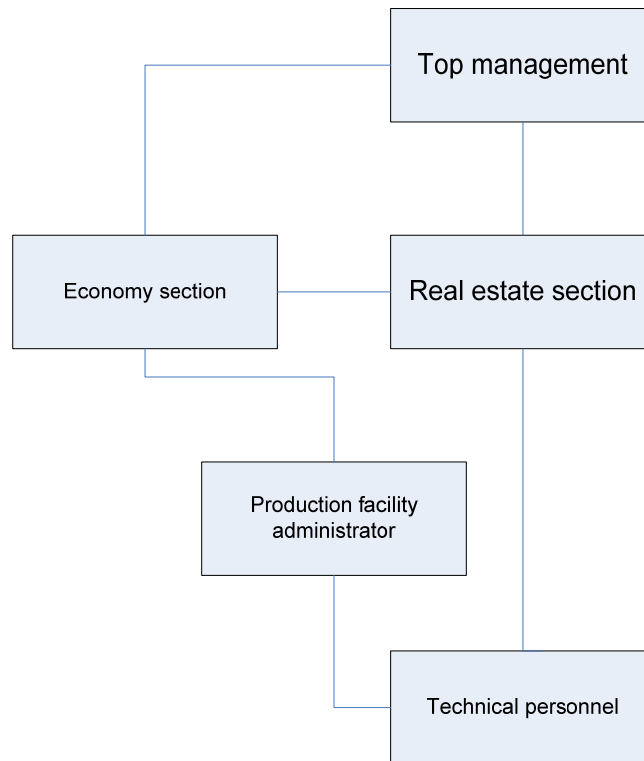 Top management
Economy section
Real estate section
Production facility
administrator
Technical personnel